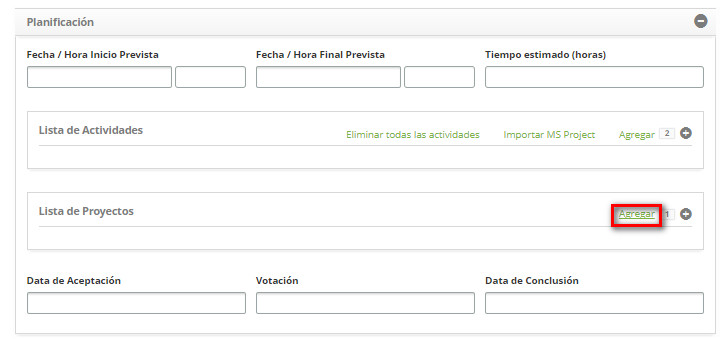 Planificación
Fecha / Hora Inicio Prevista Fecha / Hora Final Prevista Tiempo estimado (horas)
Lista de Actividades Eliminar todas las actividades Importar MS Project Agregar 2
Lista de Proyectos Agregar 1
Data de Aceptación Votación Data de Conclusión